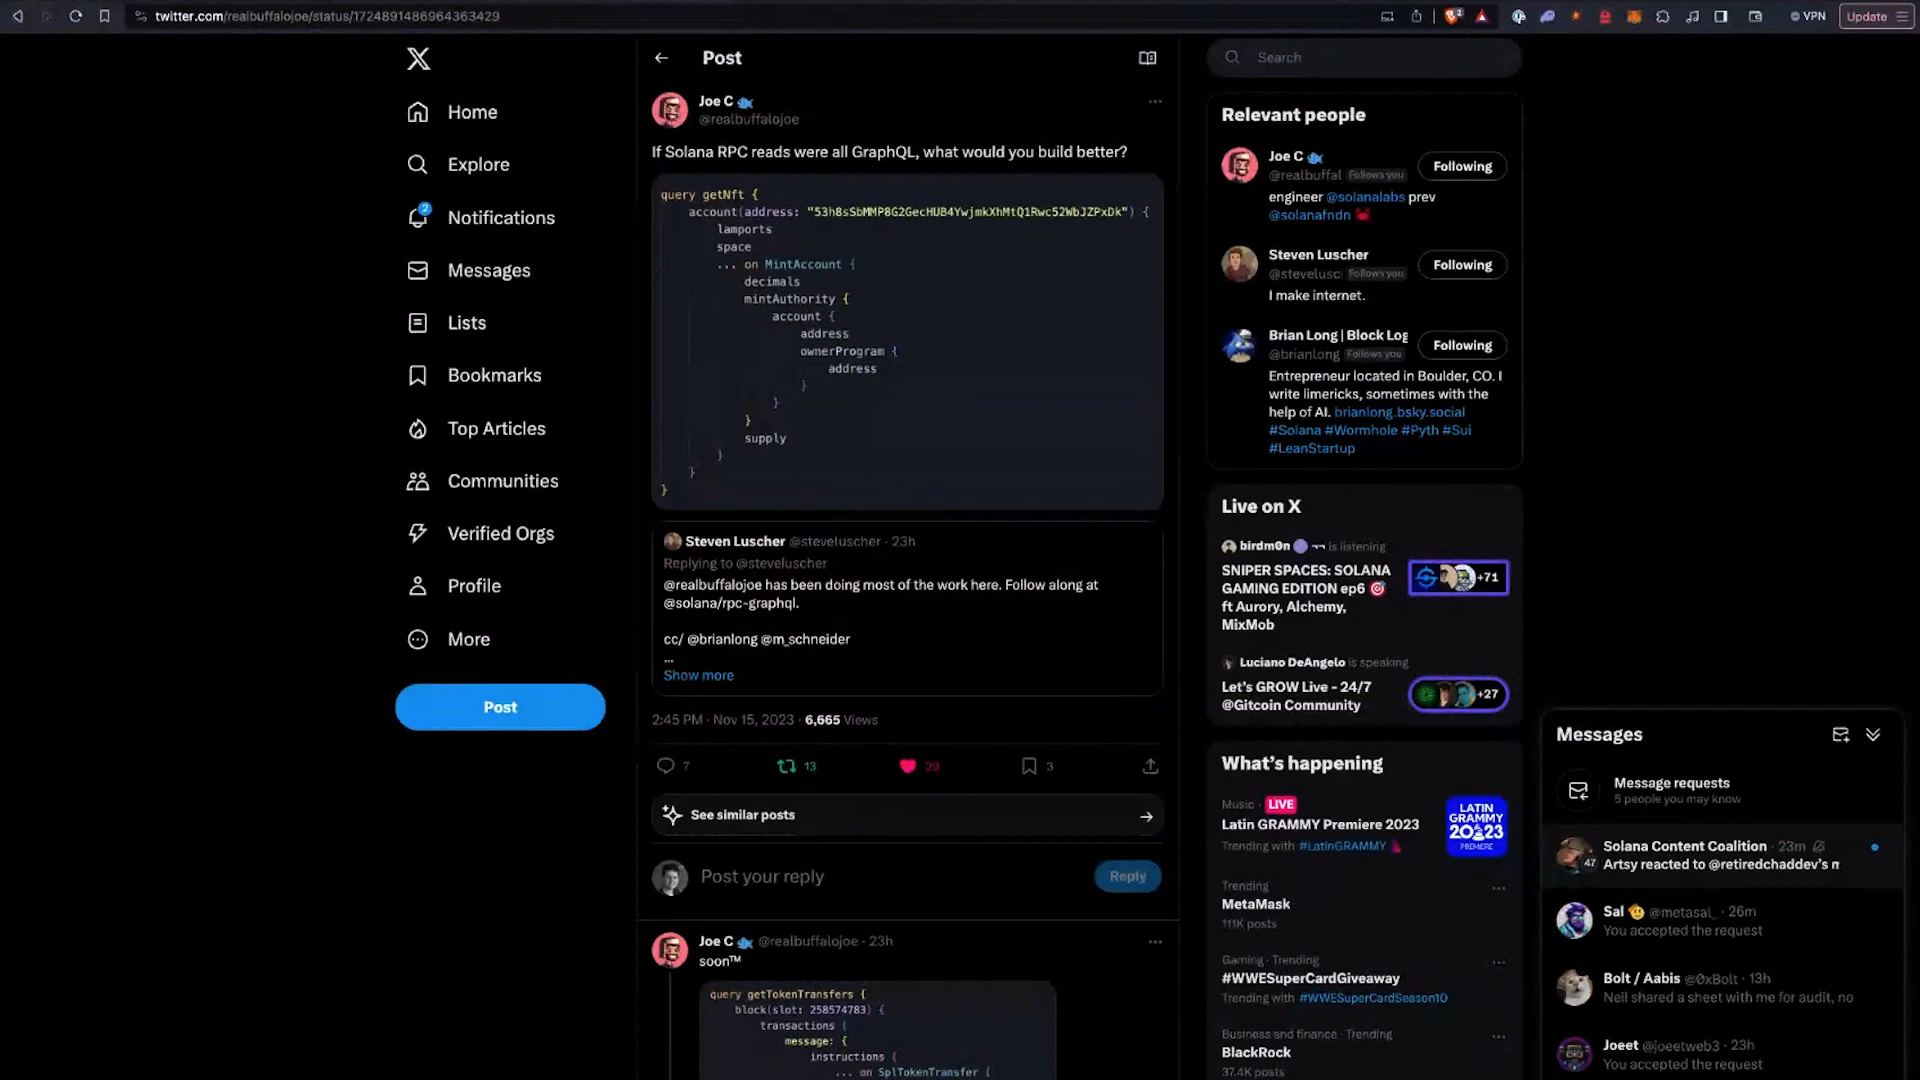 twitter.com/realbuffalojoe/status/1724891486964363429
VPN
Update
Home
Explore
2
Notifications
Messages
Lists
Bookmarks
Top Articles
Communities
Verified Orgs
Profile
More
Post
Post
Joe C
@realbuffalojoe
If Solana RPC reads were all GraphQL, what would you build better?
query getNft {
account(address: "53h8sSbMMP8G2GecHUB4YwjmkXhMtQ1Rwc52WbJZPxDk") {
lamports
space
... on MintAccount {
decimals
mintAuthority {
account {
address
ownerProgram {
address
}
}
}
supply
}
}
}
Steven Luscher @steveluscher · 23h
Replying to @steveluscher
@realbuffalojoe has been doing most of the work here. Follow along at
@solana/rpc-graphql.
cc/ @brianlong @m_schneider
...
Show more
2:45 PM · Nov 15, 2023 · 6,665 Views
7
13
29
3
See similar posts
Post your reply
Reply
Joe C @realbuffalojoe · 23h
soon™
query getTokenTransfers {
block(slot: 258574783) {
transactions {
message: {
instructions {
... on SplTokenTransfer {
Search
Relevant people
Joe C
@realbuffal Follows you
Following
engineer @solanalabs prev
@solanafndn
Steven Luscher
@stevelusc Follows you
Following
I make internet.
Brian Long | Block Log
@brianlong Follows you
Following
Entrepreneur located in Boulder, CO. I
write limericks, sometimes with the
help of AI. brianlong.bsky.social
#Solana #Wormhole #Pyth #Sui
#LeanStartup
Live on X
birdm0n is listening
SNIPER SPACES: SOLANA
GAMING EDITION ep6
ft Aurory, Alchemy,
MixMob
+71
Luciano DeAngelo is speaking
Let's GROW Live - 24/7
@Gitcoin Community
+27
What's happening
Music · LIVE
Latin GRAMMY Premiere 2023
Trending with #LatinGRAMMY
LATIN
GRAMMY
2023
PREMIERE
Trending
MetaMask
111K posts
Gaming · Trending
#WWESuperCardGiveaway
Trending with #WWESuperCardSeason10
Business and finance · Trending
BlackRock
37.4K posts
Messages
Message requests
5 people you may know
Solana Content Coalition · 23m
47
Artsy reacted to @retiredchaddev's m
Sal @metasal_ · 26m
You accepted the request
Bolt / Aabis @0xBolt · 13h
Neil shared a sheet with me for audit, no
Joeet @joeetweb3 · 23h
You accepted the request